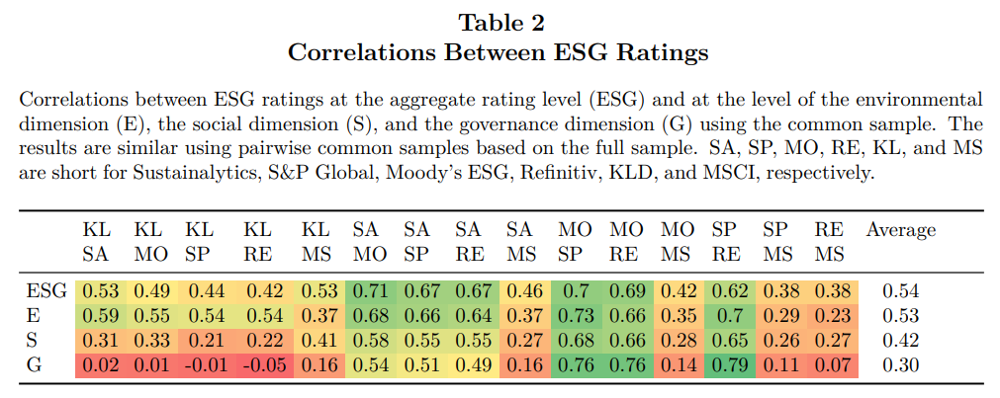 Table 2
Correlations Between ESG Ratings
Correlations between ESG ratings at the aggregate rating level (ESG) and at the level of the environmental
dimension (E), the social dimension (S), and the governance dimension (G) using the common sample. The
results are similar using pairwise common samples based on the full sample. SA, SP, MO, RE, KL, and MS
are short for Sustainalytics, S&P Global, Moody's ESG, Refinitiv, KLD, and MSCI, respectively.
KL KL KL KL KL SA SA SA SA MO MO MO SP SP RE Average
SA MO SP RE MS MO SP RE MS SP RE MS RE MS MS
ESG 0.53 0.49 0.44 0.42 0.53 0.71 0.67 0.67 0.46 0.7 0.69 0.42 0.62 0.38 0.38 0.54
E 0.59 0.55 0.54 0.54 0.37 0.68 0.66 0.64 0.37 0.73 0.66 0.35 0.7 0.29 0.23 0.53
S 0.31 0.33 0.21 0.22 0.41 0.58 0.55 0.55 0.27 0.68 0.66 0.28 0.65 0.26 0.27 0.42
G 0.02 0.01 -0.01 -0.05 0.16 0.54 0.51 0.49 0.16 0.76 0.76 0.14 0.79 0.11 0.07 0.30